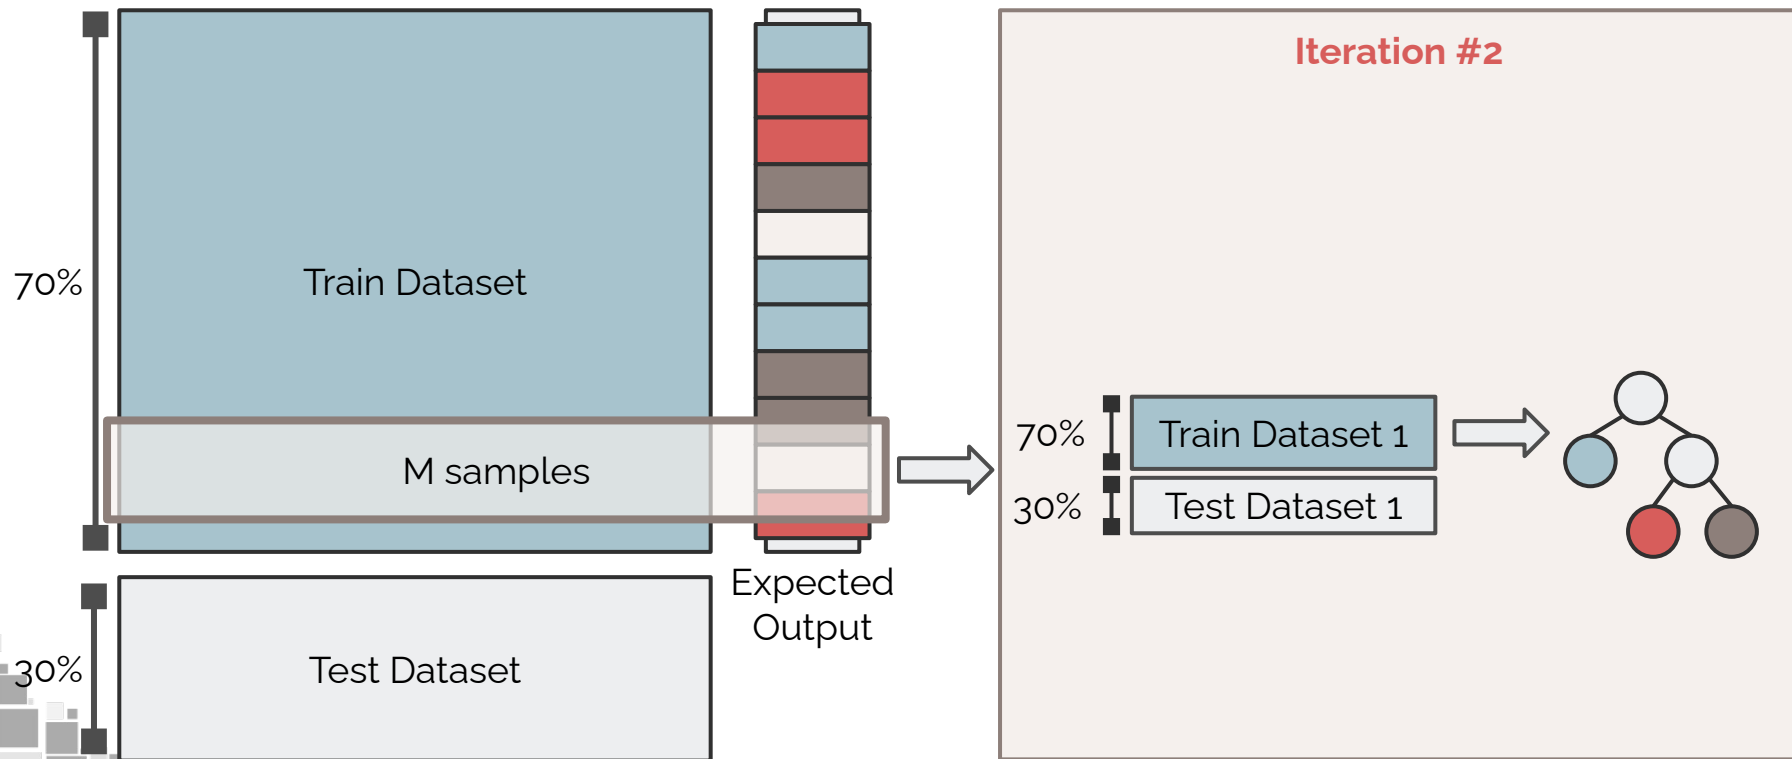 70%
Train Dataset
M samples
Expected
Output
30%
Test Dataset
Iteration #2
70%
Train Dataset 1
30%
Test Dataset 1